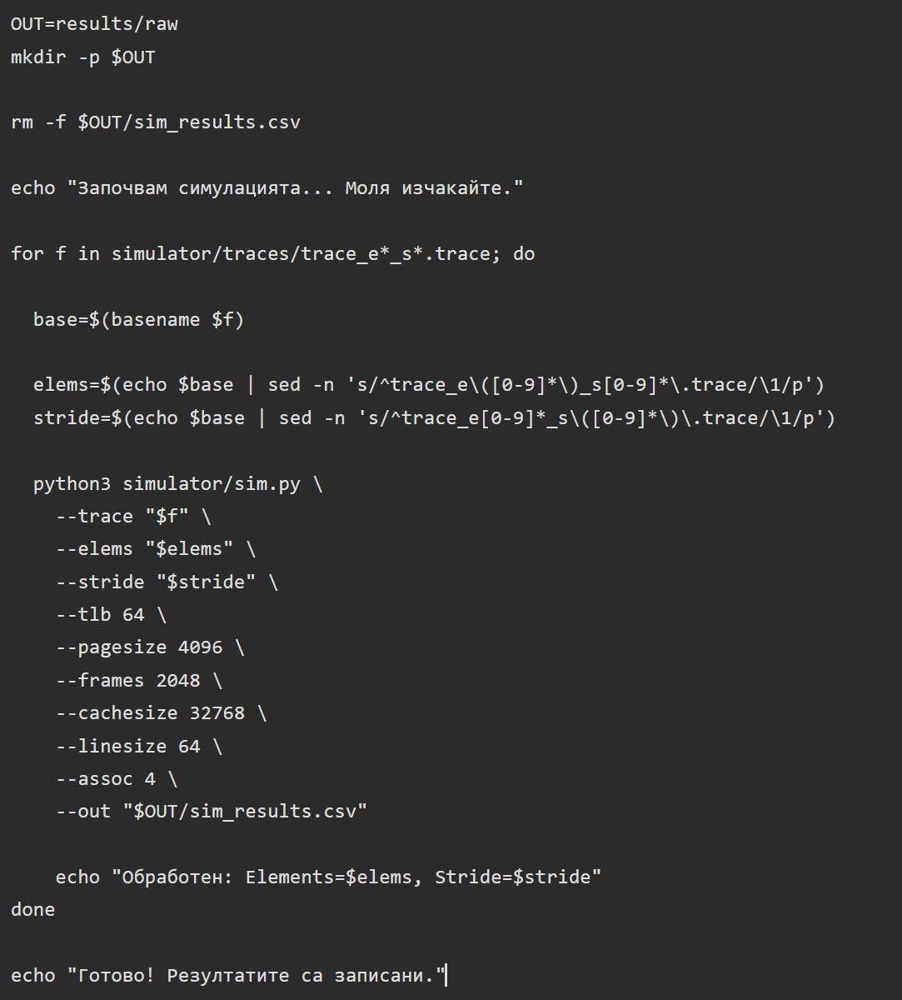 OUT=results/raw
mkdir -p $OUT
rm -f $OUT/sim_results.csv
echo "Започвам симулацията... Моля изчакайте."
for f in simulator/traces/trace_e*_s*.trace; do
base=$(basename $f)
elems=$(echo $base | sed -n 's/^trace_e\([0-9]*\)_s[0-9]*\.trace/\1/p')
stride=$(echo $base | sed -n 's/^trace_e[0-9]*_s\([0-9]*\)\.trace/\1/p')
python3 simulator/sim.py \
--trace "$f" \
--elems "$elems" \
--stride "$stride" \
--tlb 64 \
--pagesize 4096 \
--frames 2048 \
--cachesize 32768 \
--linesize 64 \
--assoc 4 \
--out "$OUT/sim_results.csv"
echo "Обработен: Elements=$elems, Stride=$stride"
done
echo "Готово! Резултатите са записани."